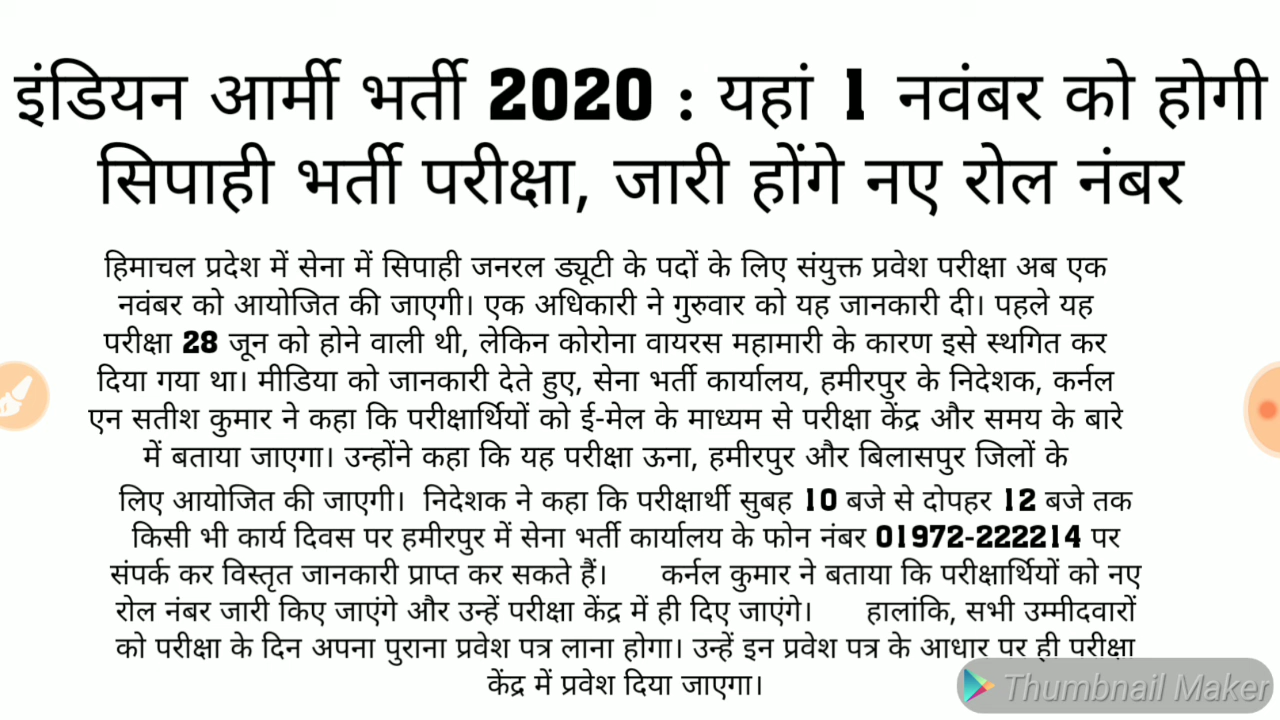 इंडियन आर्मी भर्ती 2020 : यहां 1 नवंबर को होगी
सिपाही भर्ती परीक्षा, जारी होंगे नए रोल नंबर
हिमाचल प्रदेश में सेना में सिपाही जनरल ड्यूटी के पदों के लिए संयुक्त प्रवेश परीक्षा अब एक
नवंबर को आयोजित की जाएगी। एक अधिकारी ने गुरुवार को यह जानकारी दी। पहले यह
परीक्षा 28 जून को होने वाली थी, लेकिन कोरोना वायरस महामारी के कारण इसे स्थगित कर
दिया गया था। मीडिया को जानकारी देते हुए, सेना भर्ती कार्यालय, हमीरपुर के निदेशक, कर्नल
एन सतीश कुमार ने कहा कि परीक्षार्थियों को ई-मेल के माध्यम से परीक्षा केंद्र और समय के बारे
में बताया जाएगा। उन्होंने कहा कि यह परीक्षा ऊना, हमीरपुर और बिलासपुर जिलों के
लिए आयोजित की जाएगी। निदेशक ने कहा कि परीक्षार्थी सुबह 10 बजे से दोपहर 12 बजे तक
किसी भी कार्य दिवस पर हमीरपुर में सेना भर्ती कार्यालय के फोन नंबर 01972-222214 पर
संपर्क कर विस्तृत जानकारी प्राप्त कर सकते हैं। कर्नल कुमार ने बताया कि परीक्षार्थियों को नए
रोल नंबर जारी किए जाएंगे और उन्हें परीक्षा केंद्र में ही दिए जाएंगे। हालांकि, सभी उम्मीदवारों
को परीक्षा के दिन अपना पुराना प्रवेश पत्र लाना होगा। उन्हें इन प्रवेश पत्र के आधार पर ही परीक्षा
केंद्र में प्रवेश दिया जाएगा।
Thumbnail Maker